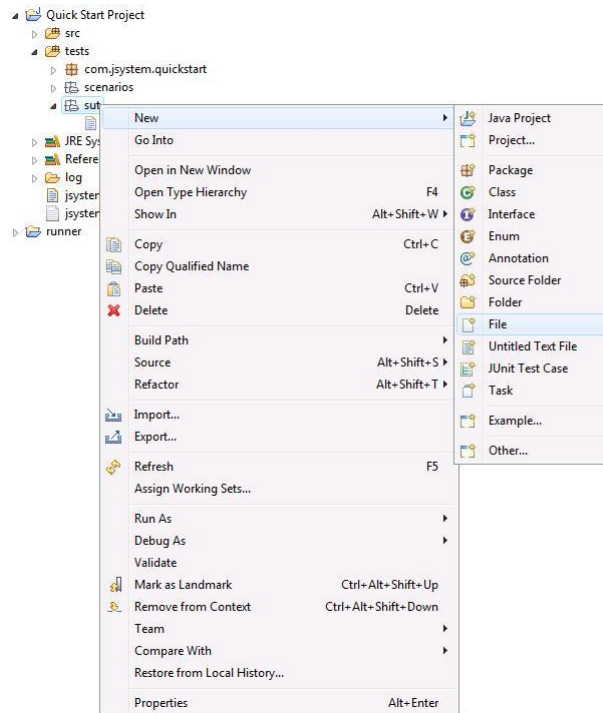 Quick Start Project
src
tests
com.jsystem.quickstart
scenarios
sut
JRE Sys
Refere
log
jsyster
jsyster
runner
New
Go Into
Open in New Window
Open Type Hierarchy F4
Show In Alt+Shift+W
Copy Ctrl+C
Copy Qualified Name
Paste Ctrl+V
Delete Delete
Build Path
Source Alt+Shift+S
Refactor Alt+Shift+T
Import...
Export...
Refresh F5
Assign Working Sets...
Run As
Debug As
Validate
Mark as Landmark Ctrl+Alt+Shift+Up
Remove from Context Ctrl+Alt+Shift+Down
Team
Compare With
Restore from Local History...
Properties Alt+Enter
Java Project
Project...
Package
Class
Interface
Enum
Annotation
Source Folder
Folder
File
Untitled Text File
JUnit Test Case
Task
Example...
Other...